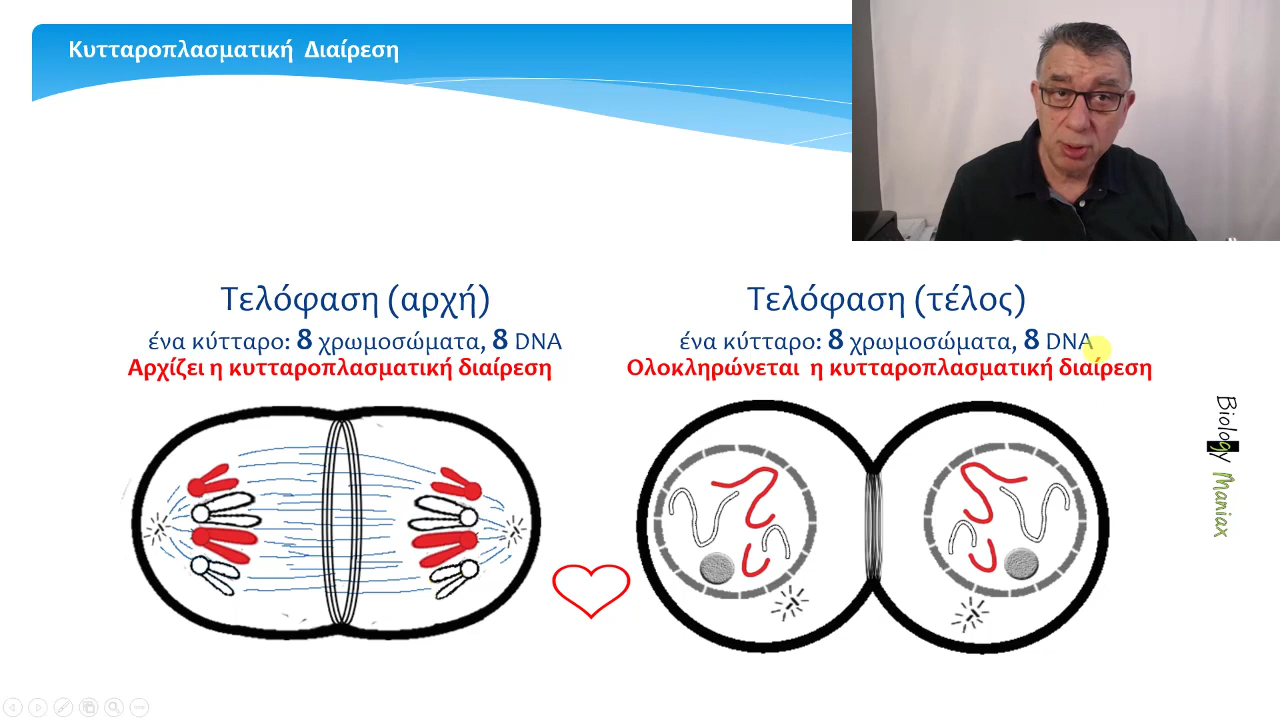 Κυτταροπλασματική Διαίρεση
Τελόφαση (αρχή)
ένα κύτταρο: 8 χρωμοσώματα, 8 DNA
Αρχίζει η κυτταροπλασματική διαίρεση
Τελόφαση (τέλος)
ένα κύτταρο: 8 χρωμοσώματα, 8 DNA
Ολοκληρώνεται η κυτταροπλασματική διαίρεση
Biology Maniax